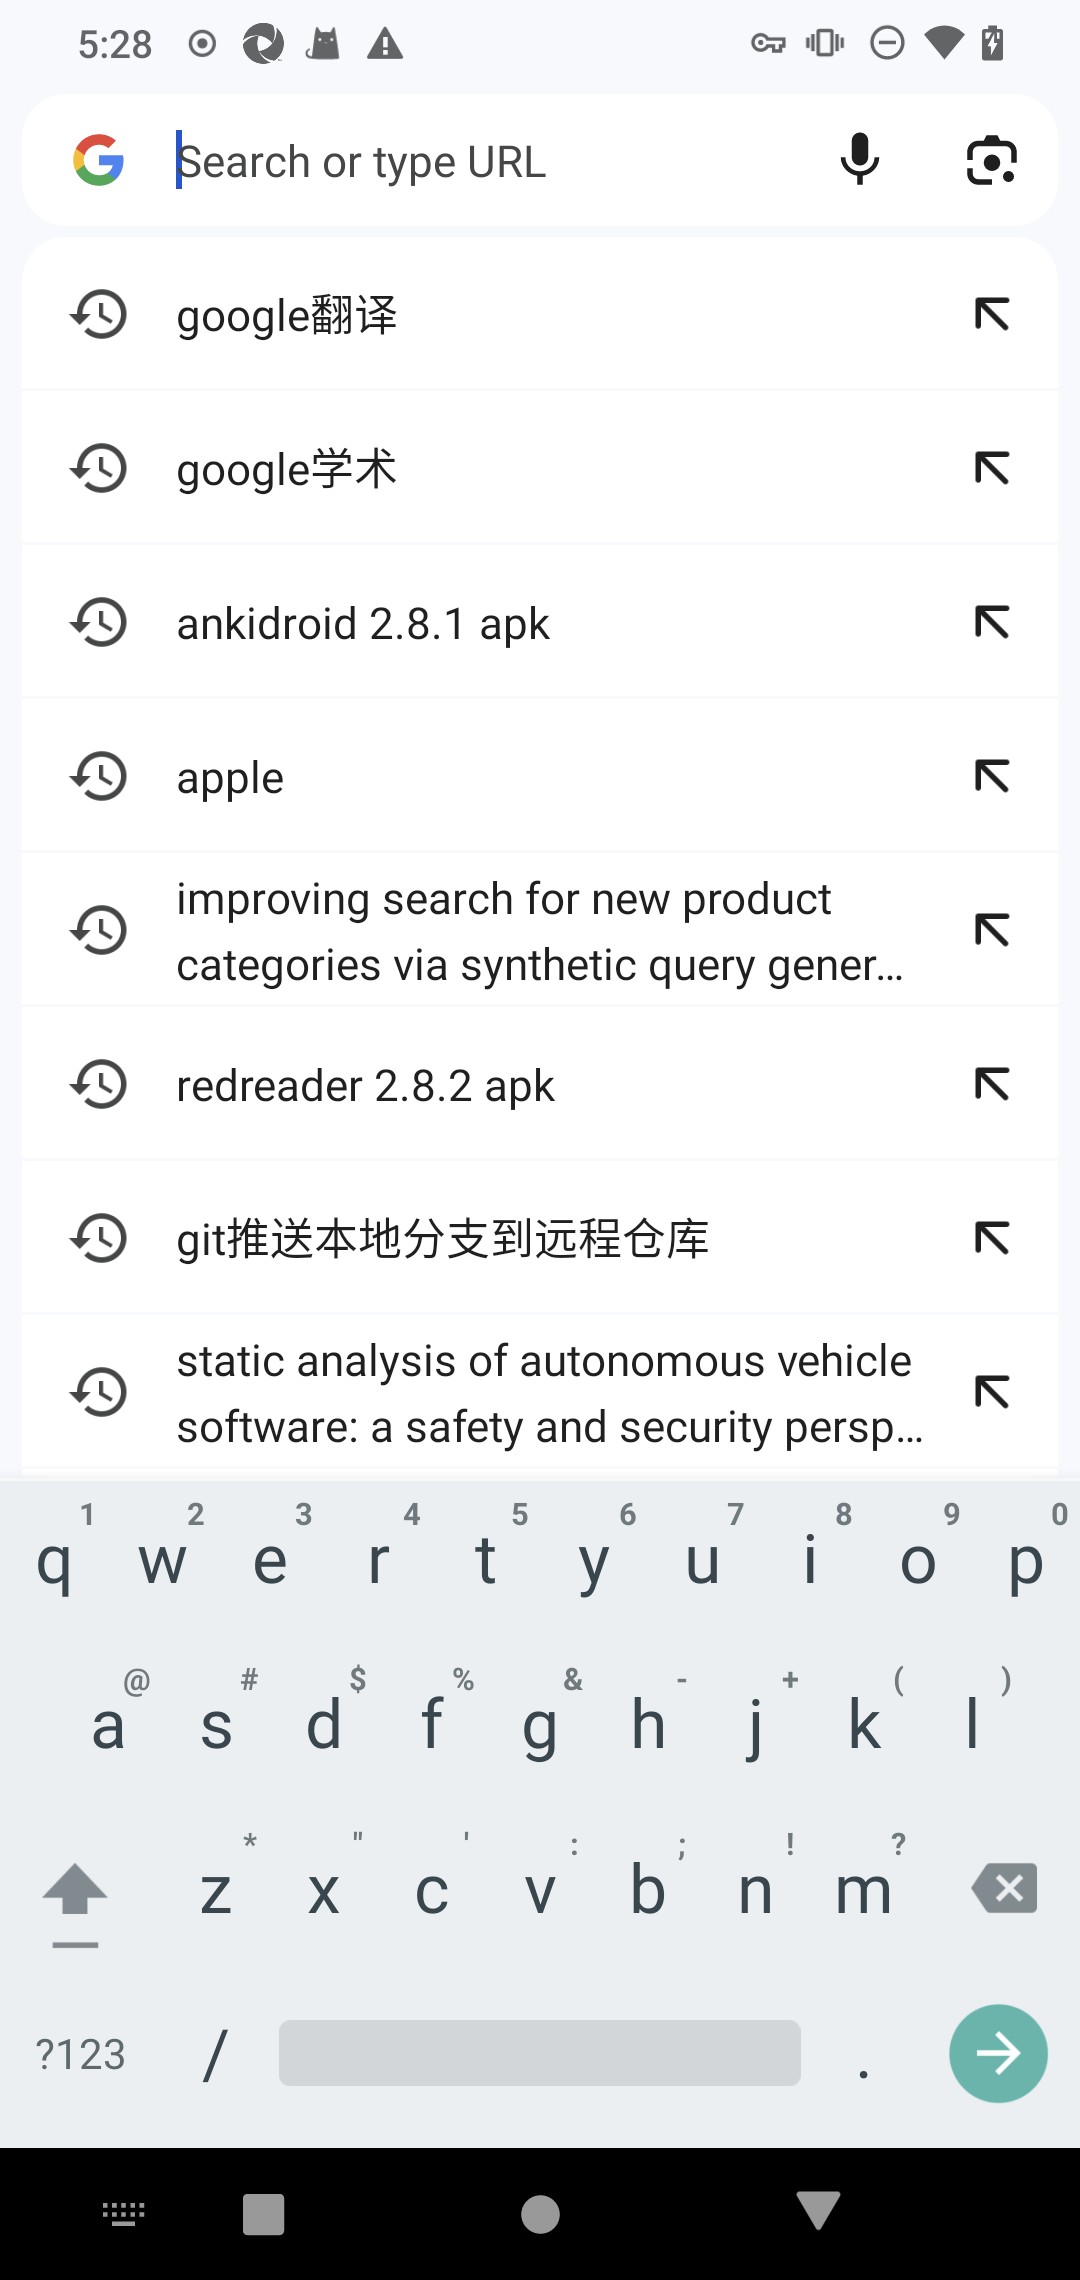 5:28
Search or type URL
google翻译
google学术
ankidroid 2.8.1 apk
apple
improving search for new product
categories via synthetic query gener...
redreader 2.8.2 apk
git推送本地分支到远程仓库
static analysis of autonomous vehicle
software: a safety and security persp...
1 2 3 4 5 6 7 8 9 0
q w e r t y u i o p
@ # $ % & - + ( )
a s d f g h j k l
* " ' : ; ! ?
z x c v b n m
?123 / .